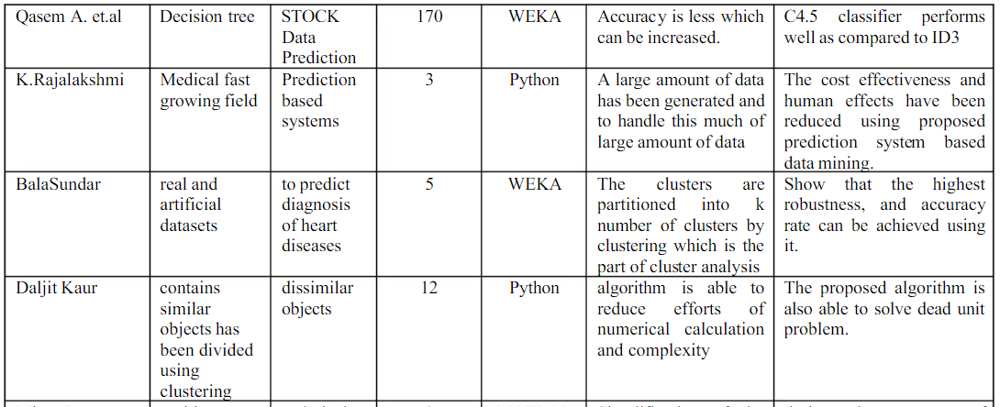 Qasem A. et.al
Decision tree
STOCK
Data
Prediction
170
WEKA
Accuracy is less which
can be increased.
C4.5 classifier performs
well as compared to ID3
K.Rajalakshmi
Medical fast
growing field
Prediction
based
systems
3
Python
A large amount of data
has been generated and
to handle this much of
large amount of data
The cost effectiveness and
human effects have been
reduced using proposed
prediction system based
data mining.
BalaSundar
real and
artificial
datasets
to predict
diagnosis
of heart
diseases
5
WEKA
The clusters are
partitioned into k
number of clusters by
clustering which is the
part of cluster analysis
Show that the highest
robustness, and accuracy
rate can be achieved using
it.
Daljit Kaur
contains
similar
objects has
been divided
using
clustering
dissimilar
objects
12
Python
algorithm is able to
reduce efforts of
numerical calculation
and complexity
The proposed algorithm is
also able to solve dead unit
problem.